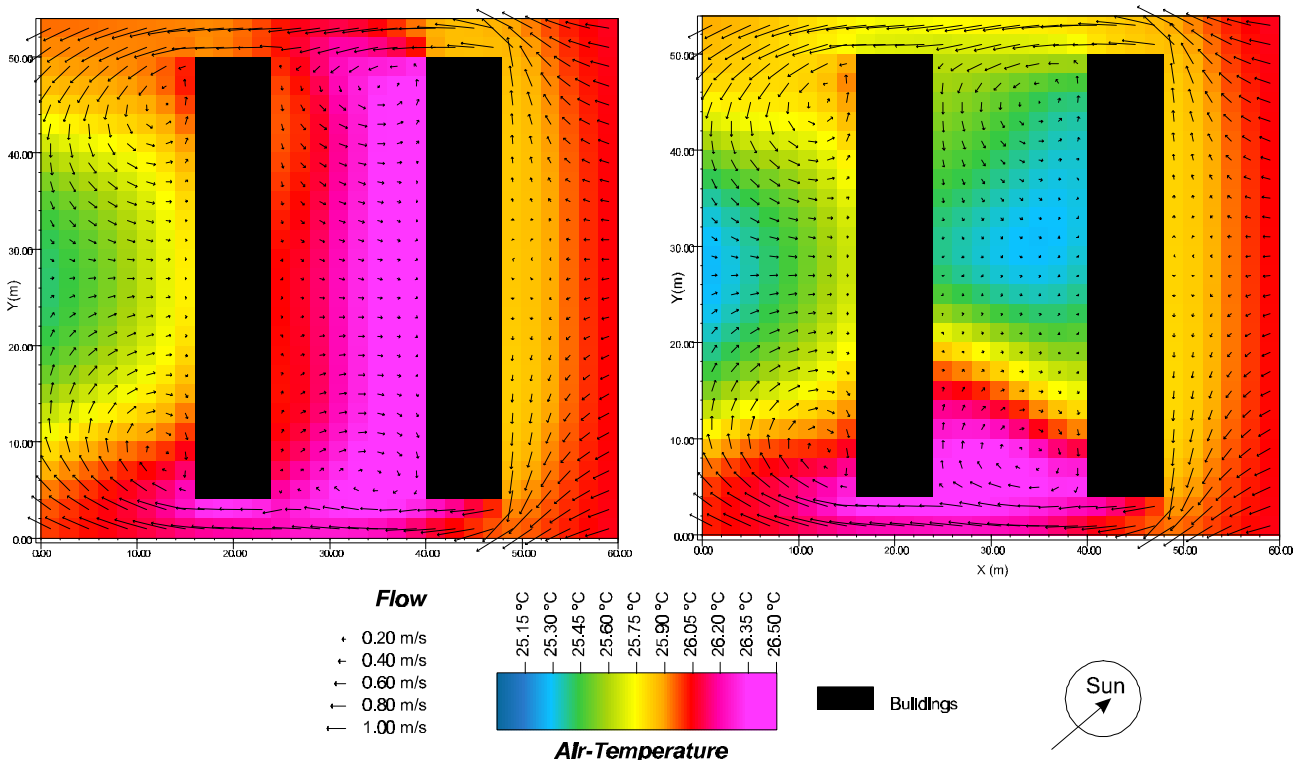 50.00
40.00
30.00
20.00
10.00
0.00
Y(m)
0.00 10.00 20.00 30.00 40.00 50.00 60.00
50.00
40.00
30.00
20.00
10.00
0.00
Y(m)
0.00 10.00 20.00 30.00 40.00 50.00 60.00
X (m)
Flow
0.20 m/s
0.40 m/s
0.60 m/s
0.80 m/s
1.00 m/s
25.15 °C
25.30 °C
25.45 °C
25.60 °C
25.75 °C
25.90 °C
26.05 °C
26.20 °C
26.35 °C
26.50 °C
Air-Temperature
Buildings
Sun